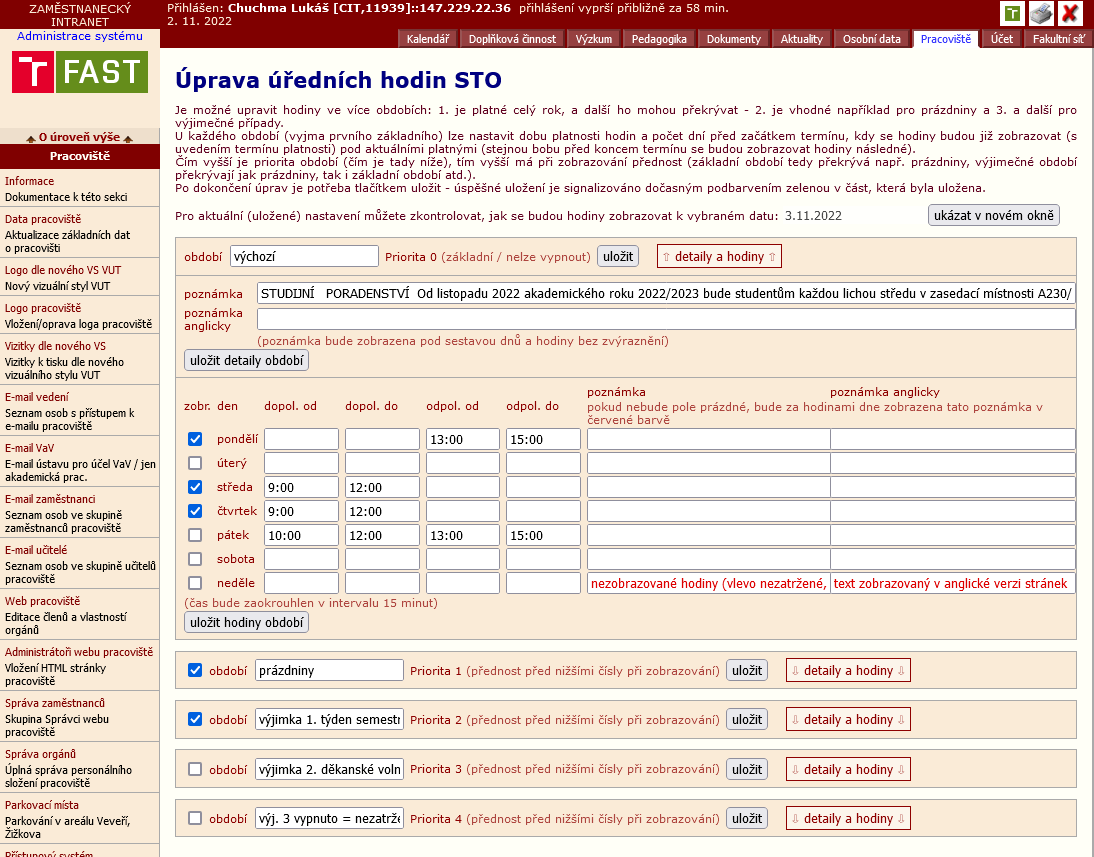 ZAMĚSTNANECKÝ
INTRANET
Administrace systému
T FAST
Přihlášen: Chuchma Lukáš [CIT,11939]::147.229.22.36 přihlášení vyprší přibližně za 58 min.
2. 11. 2022
Kalendář Doplňková činnost Výzkum Pedagogika Dokumenty Aktuality Osobní data Pracoviště Účet Fakultní síť
O úroveň výše
Pracoviště
Informace
Dokumentace k této sekci
Data pracoviště
Aktualizace základních dat
o pracovišti
Logo dle nového VS VUT
Nový vizuální styl VUT
Logo pracoviště
Vložení/oprava loga pracoviště
Vizitky dle nového VS
Vizitky k tisku dle nového
vizuálního stylu VUT
E-mail vedení
Seznam osob s přístupem k
e-mailu pracoviště
E-mail VaV
E-mail ústavu pro účel VaV / jen
akademická prac.
E-mail zaměstnanci
Seznam osob ve skupině
zaměstnanců pracoviště
E-mail učitelé
Seznam osob ve skupině učitelů
pracoviště
Web pracoviště
Editace členů a vlastností
orgánů
Administrátoři webu pracoviště
Vložení HTML stránky
pracoviště
Správa zaměstnanců
Skupina Správci webu
pracoviště
Správa orgánů
Úplná správa personálního
složení pracoviště
Parkovací místa
Parkování v areálu Veveří,
Žižkova
Přístupový systém
Úprava úředních hodin STO
Je možné upravit hodiny ve více obdobích: 1. je platné celý rok, a další ho mohou překrývat - 2. je vhodné například pro prázdniny a 3. a další pro
výjimečné případy.
U každého období (vyjma prvního základního) lze nastavit dobu platnosti hodin a počet dní před začátkem termínu, kdy se hodiny budou již zobrazovat (s
uvedením termínu platnosti) pod aktuálními platnými (stejnou bobu před koncem termínu se budou zobrazovat hodiny následné).
Čím vyšší je priorita období (čím je tady níže), tím vyšší má při zobrazování přednost (základní období tedy překrývá např. prázdniny, výjimečné období
překrývají jak prázdniny, tak i základní období atd.).
Po dokončení úprav je potřeba tlačítkem uložit - úspěšné uložení je signalizováno dočasným podbarvením zelenou v část, která byla uložena.
Pro aktuální (uložené) nastavení můžete zkontrolovat, jak se budou hodiny zobrazovat k vybraném datu: 3.11.2022 ukázat v novém okně
období výchozí Priorita 0 (základní / nelze vypnout) uložit ⇧ detaily a hodiny ⇧
poznámka STUDIJNÍ PORADENSTVÍ Od listopadu 2022 akademického roku 2022/2023 bude studentům každou lichou středu v zasedací místnosti A230/
poznámka
anglicky
(poznámka bude zobrazena pod sestavou dnů a hodiny bez zvýraznění)
uložit detaily období
zobr. den dopol. od dopol. do odpol. od odpol. do poznámka poznámka anglicky
pokud nebude pole prázdné, bude za hodinami dne zobrazena tato poznámka v
červené barvě
pondělí 13:00 15:00
úterý
středa 9:00 12:00
čtvrtek 9:00 12:00
pátek 10:00 12:00 13:00 15:00
sobota
neděle nezobrazované hodiny (vlevo nezatržené, text zobrazovaný v anglické verzi stránek
(čas bude zaokrouhlen v intervalu 15 minut)
uložit hodiny období
období prázdniny Priorita 1 (přednost před nižšími čísly při zobrazování) uložit ⇩ detaily a hodiny ⇩
období výjimka 1. týden semestr Priorita 2 (přednost před nižšími čísly při zobrazování) uložit ⇩ detaily a hodiny ⇩
období výjimka 2. děkanské voln Priorita 3 (přednost před nižšími čísly při zobrazování) uložit ⇩ detaily a hodiny ⇩
období výj. 3 vypnuto = nezatrže Priorita 4 (přednost před nižšími čísly při zobrazování) uložit ⇩ detaily a hodiny ⇩